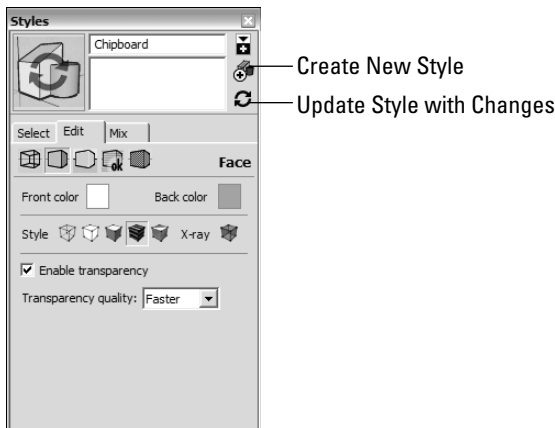 Styles
Chipboard
Create New Style
Update Style with Changes
Select Edit Mix
ok
Face
Front color Back color
Style X-ray
Enable transparency
Transparency quality: Faster